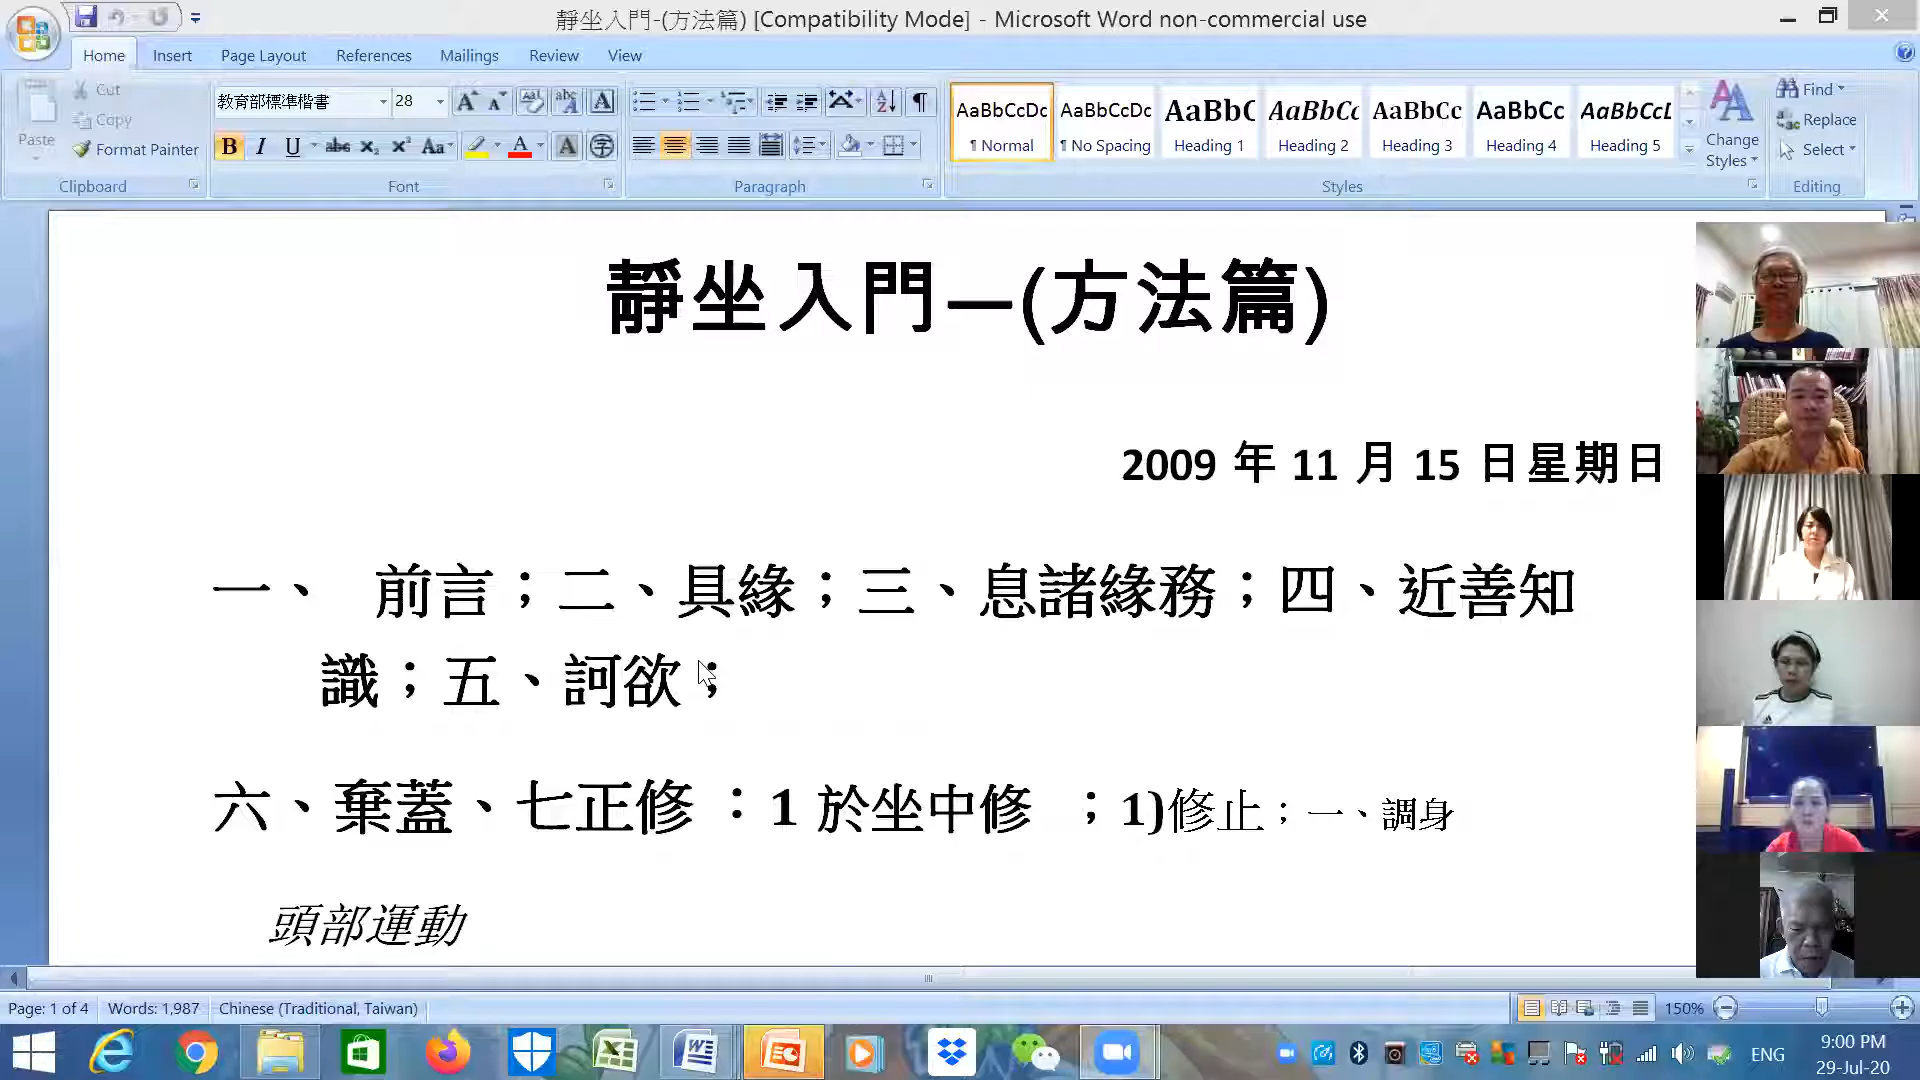 靜坐入門-(方法篇) [Compatibility Mode] - Microsoft Word non-commercial use
Home Insert Page Layout References Mailings Review View
Paste
Cut
Copy
Format Painter
Clipboard
教育部標準楷書 28
Font
Paragraph
AaBbCcDc AaBbCcDc AaBbC AaBbCc AaBbCc AaBbCc AaBbCcL
¶ Normal ¶ No Spacing Heading 1 Heading 2 Heading 3 Heading 4 Heading 5
Styles
Change Styles
Find
Replace
Select
Editing
靜坐入門—(方法篇)
2009 年 11 月 15 日星期日
一、 前言；二、具緣；三、息諸緣務；四、近善知
識；五、訶欲；
六、棄蓋、七正修：1 於坐中修 ；1)修止；一、調身
頭部運動
Page: 1 of 4 Words: 1,987 Chinese (Traditional, Taiwan) 150%
ENG
9:00 PM
29-Jul-20